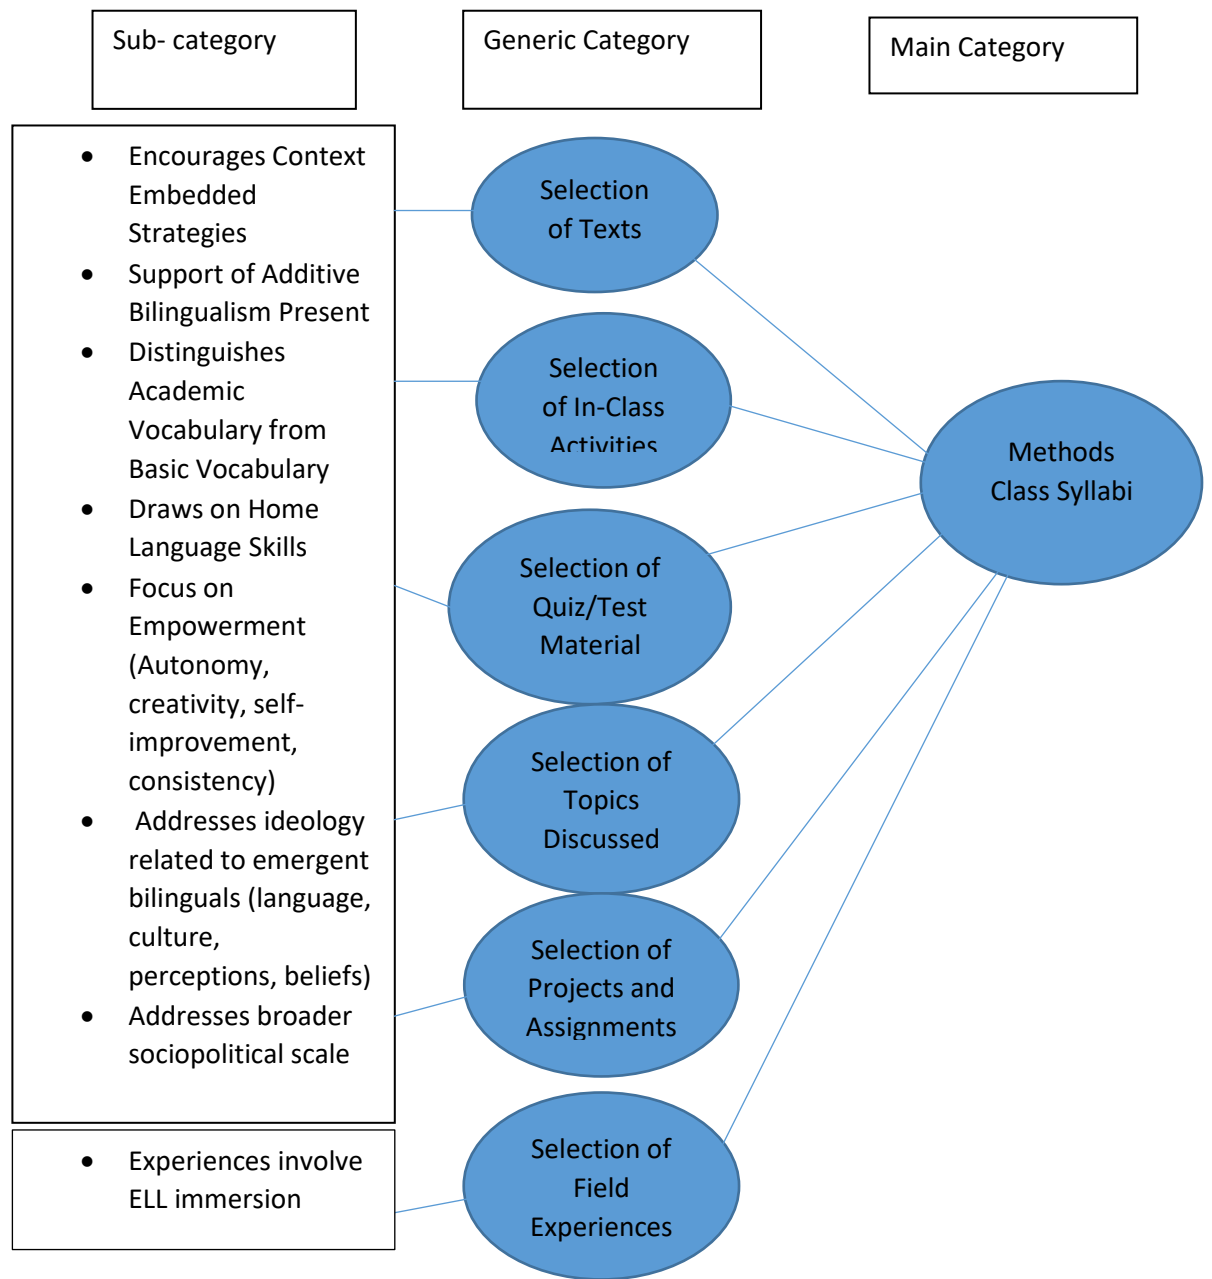 Sub- category
Generic Category
Main Category
• Encourages Context
Embedded
Strategies
• Support of Additive
Bilingualism Present
• Distinguishes
Academic
Vocabulary from
Basic Vocabulary
• Draws on Home
Language Skills
• Focus on
Empowerment
(Autonomy,
creativity, self-
improvement,
consistency)
• Addresses ideology
related to emergent
bilinguals (language,
culture,
perceptions, beliefs)
• Addresses broader
sociopolitical scale
• Experiences involve
ELL immersion
Selection
of Texts
Selection
of In-Class
Activities
Selection of
Quiz/Test
Material
Selection of
Topics
Discussed
Selection of
Projects and
Assignments
Selection of
Field
Experiences
Methods
Class Syllabi